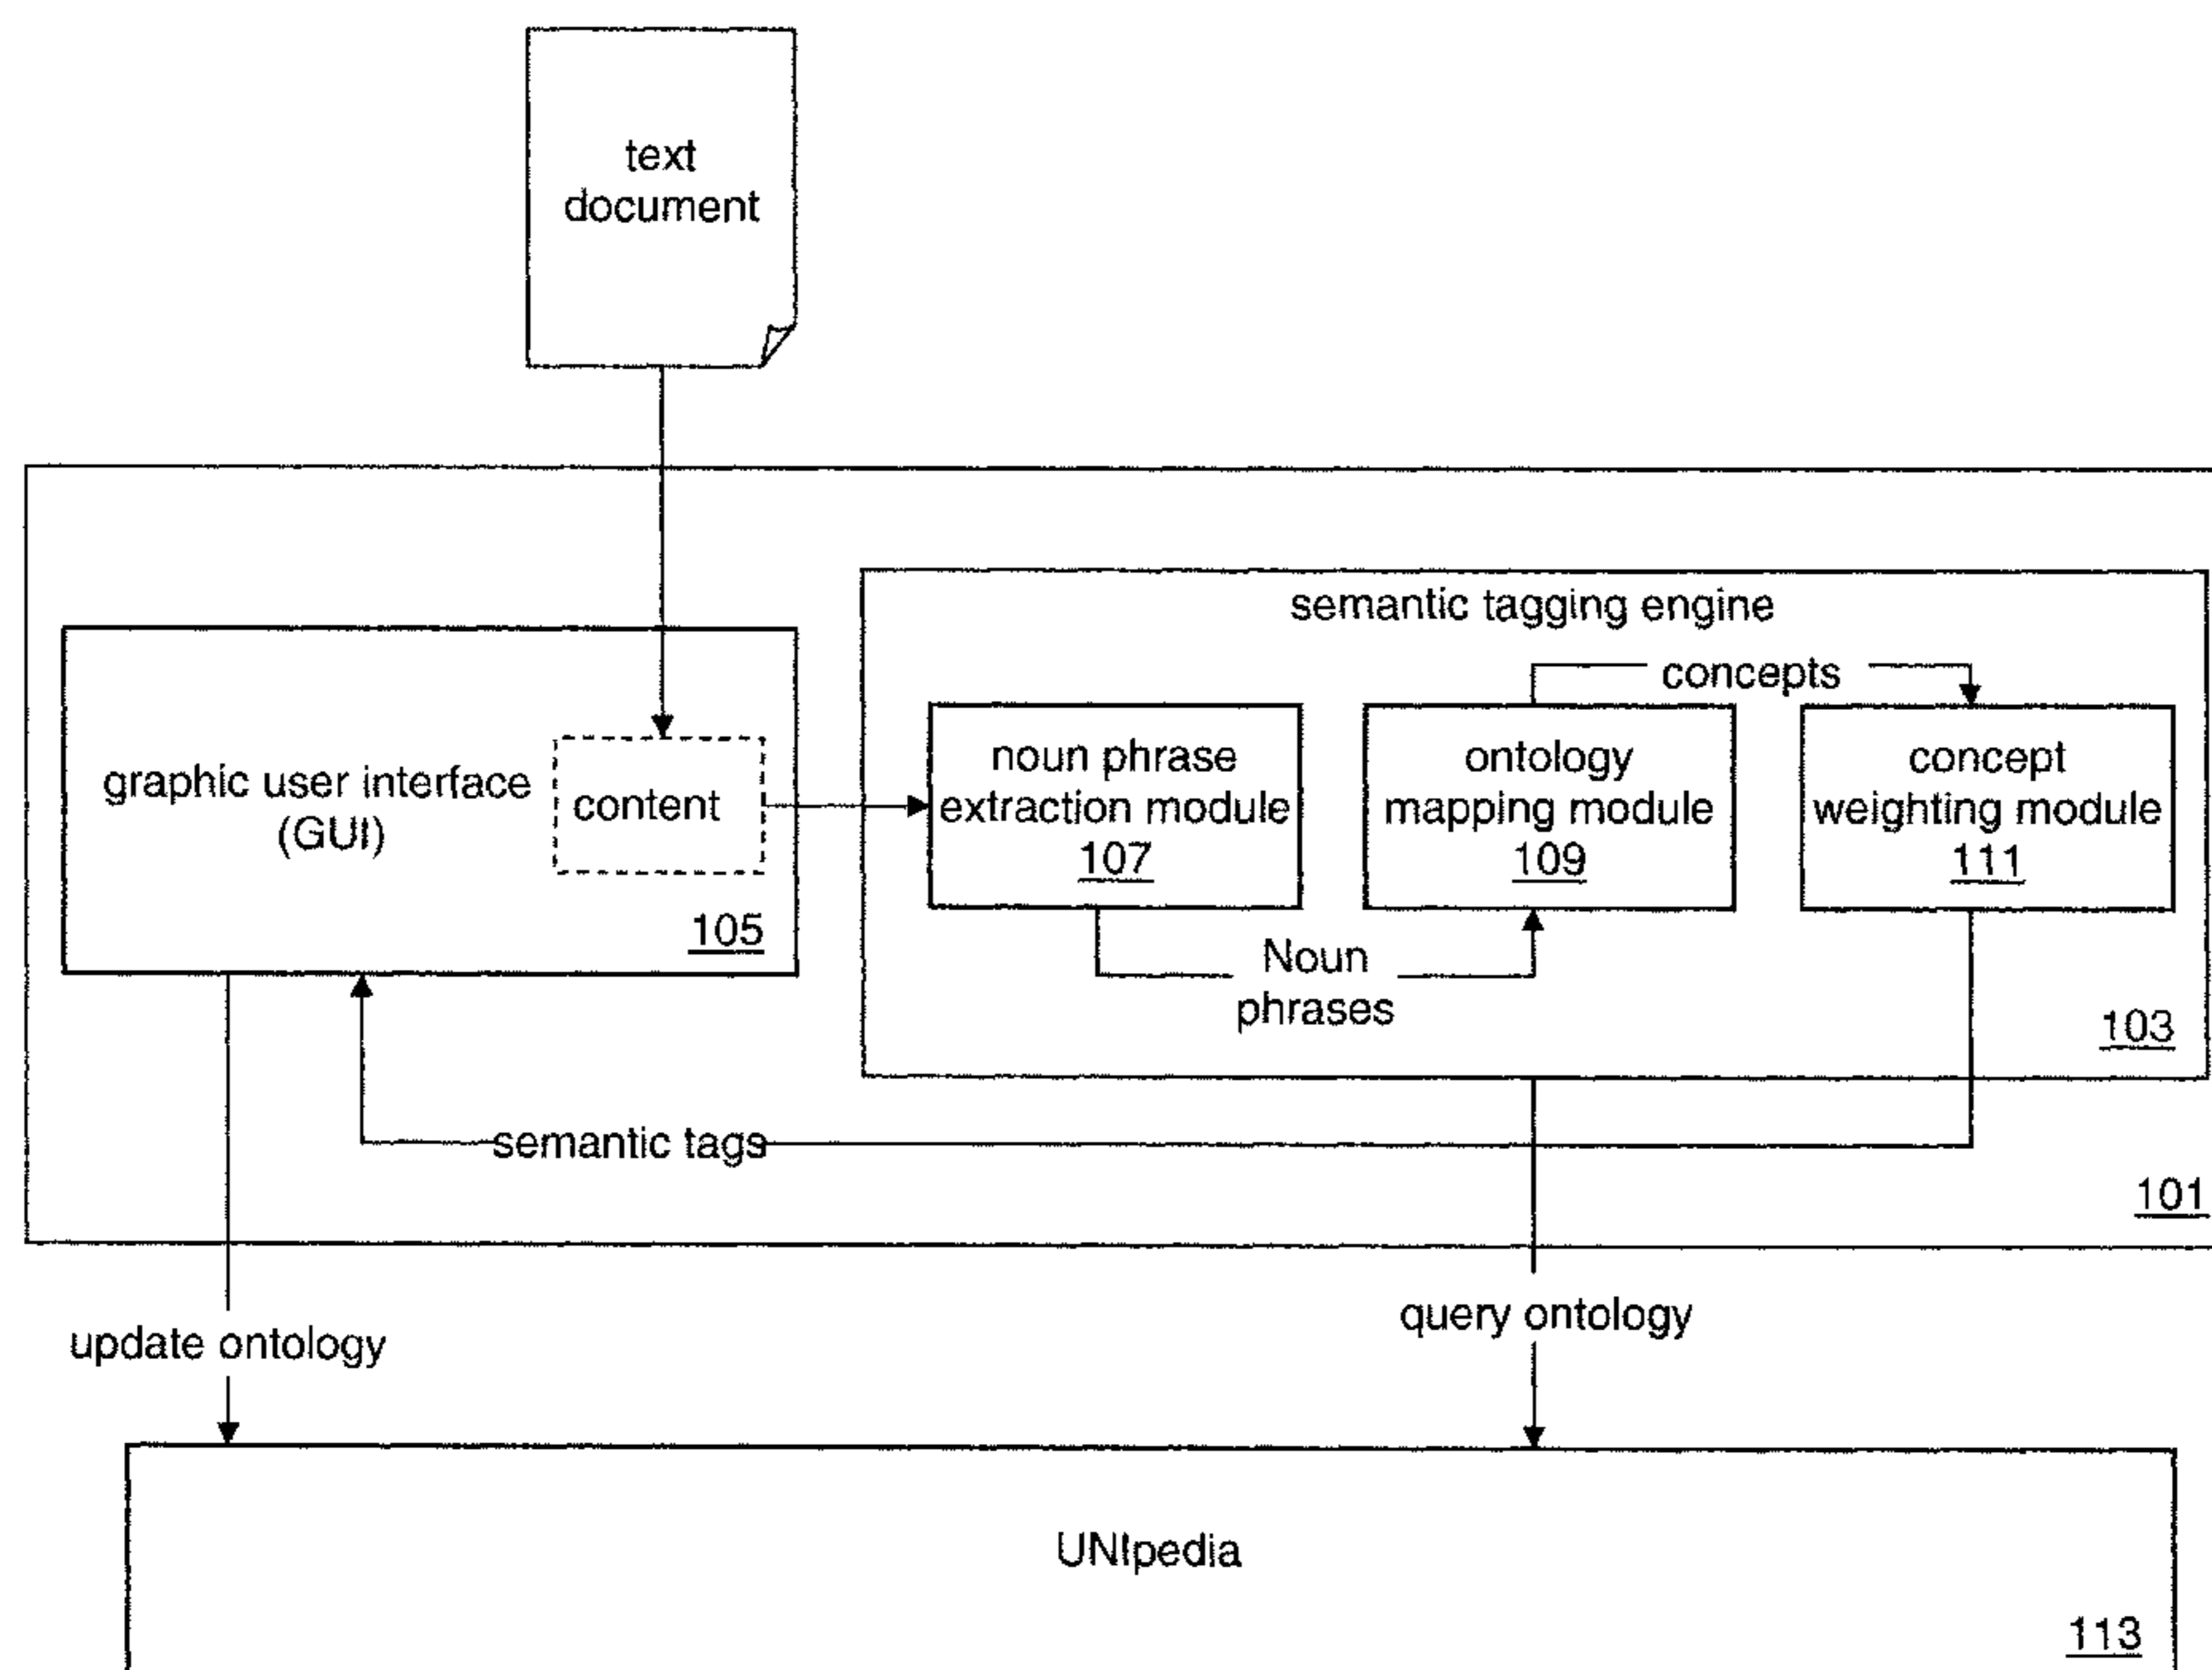 text
document
semantic tagging engine
concepts
graphic user interface
(GUI)
content
105
noun phrase
extraction module
107
ontology
mapping module
109
concept
weighting module
111
Noun
phrases
103
semantic tags
101
update ontology
query ontology
UNIpedia
113